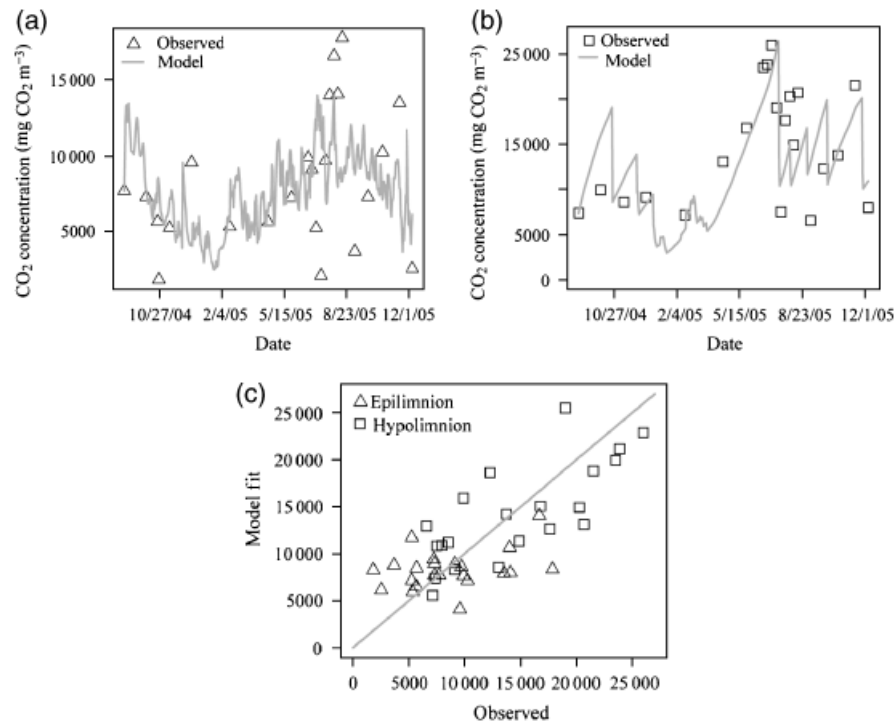 (a)
Observed
Model
CO₂ concentration (mg CO₂ m⁻³)
15 000
10 000
5000
10/27/04 2/4/05 5/15/05 8/23/05 12/1/05
Date
(b)
Observed
Model
CO₂ concentration (mg CO₂ m⁻³)
25 000
15 000
5000
0
10/27/04 2/4/05 5/15/05 8/23/05 12/1/05
Date
(c)
Epilimnion
Hypolimnion
Model fit
25 000
20 000
15 000
10 000
5000
0
0 5000 10 000 15 000 20 000 25 000
Observed